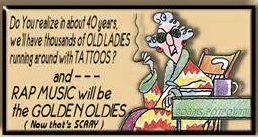 Do You realize in about 40 years,
we'll have thousands of OLD LADIES
running around with TATTOOS?
and - - -
RAP MUSIC will be
the GOLDEN OLDIES
( Now that's SCARY )